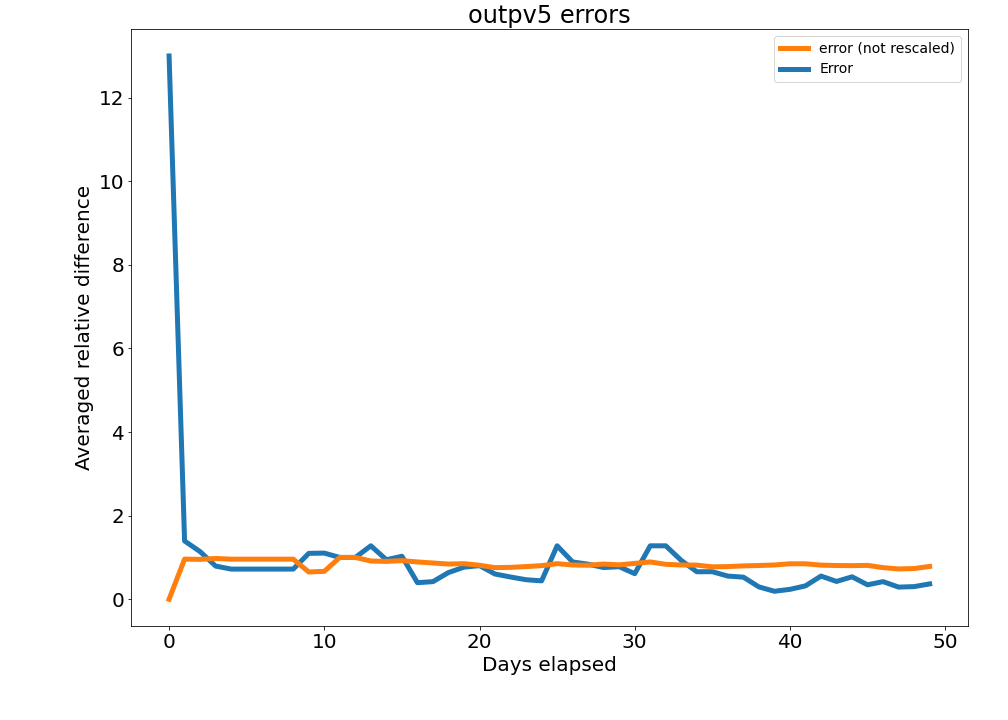 outpv5 errors
error (not rescaled)
Error
Averaged relative difference
12
10
8
6
4
2
0
0 10 20 30 40 50
Days elapsed